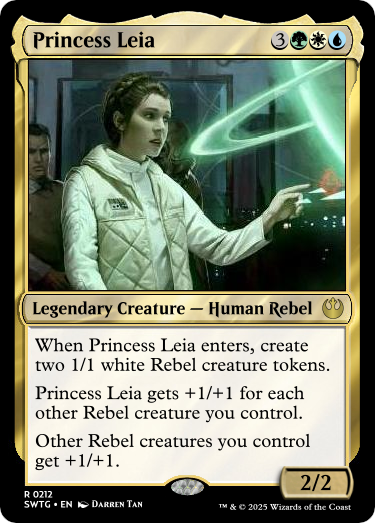 Princess Leia 3
Legendary Creature — Human Rebel
When Princess Leia enters, create
two 1/1 white Rebel creature tokens.
Princess Leia gets +1/+1 for each
other Rebel creature you control.
Other Rebel creatures you control
get +1/+1.
2/2
R 0212
SWTG • EN Darren Tan
™ & © 2025 Wizards of the Coast